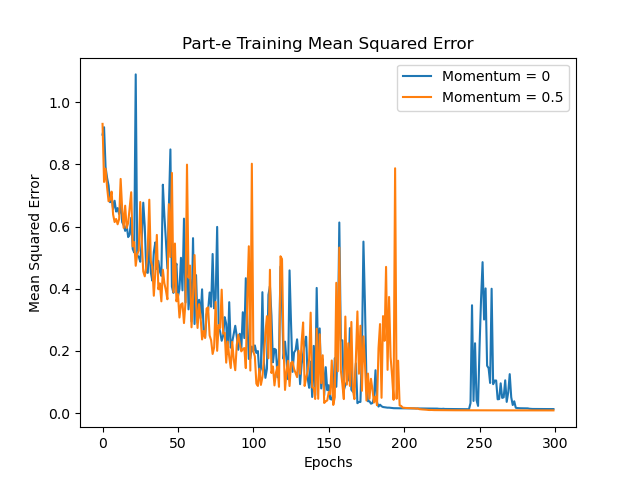 Part-e Training Mean Squared Error
Momentum = 0
Momentum = 0.5
Mean Squared Error
1.0
0.8
0.6
0.4
0.2
0.0
0
50
100
150
200
250
300
Epochs